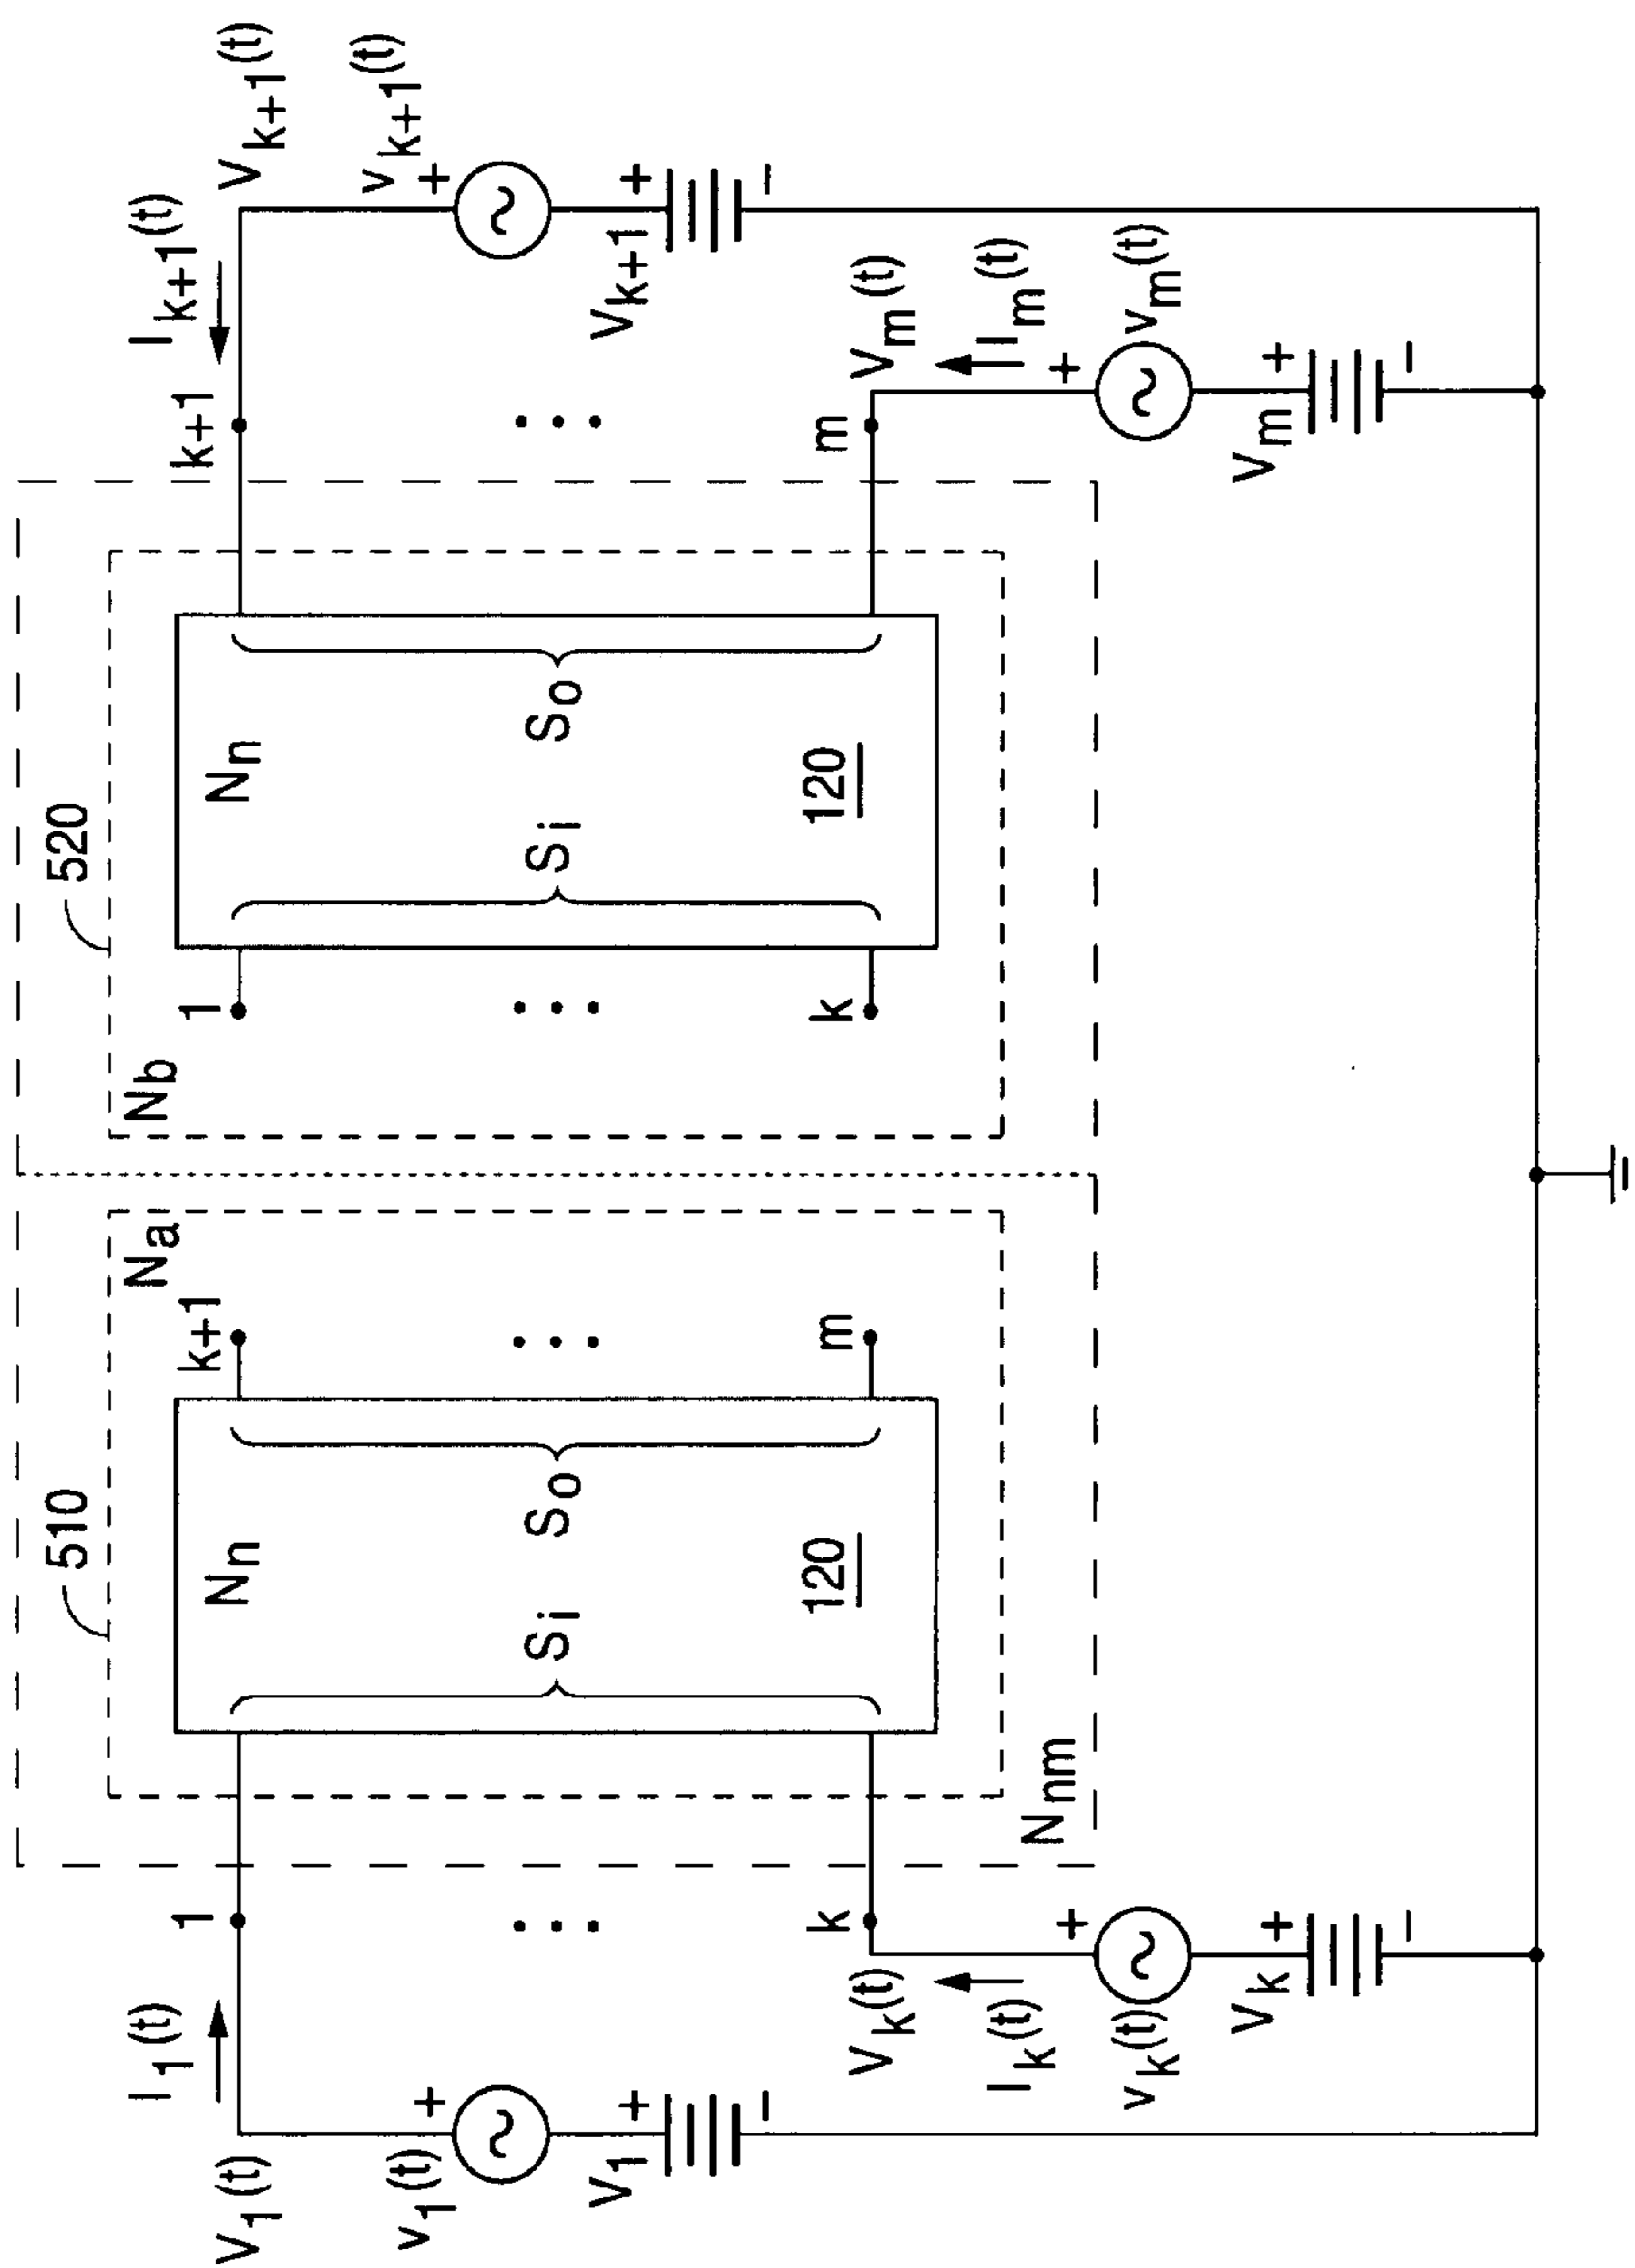 510 520
I1(t) Na Nb Ik+1(t)
1 k+1 1 k+1
V1(t) Nn Nn Vk+1(t)
v1(t) + + vk+1(t)
... Si So ... ... Si So ...
V1 + Vk+1 +
− −
k 120 m k 120 m
Vk(t) Vm(t)
Ik(t) Nnm Im(t)
+ +
vk(t) vm(t)
Vk + Vm +
− −